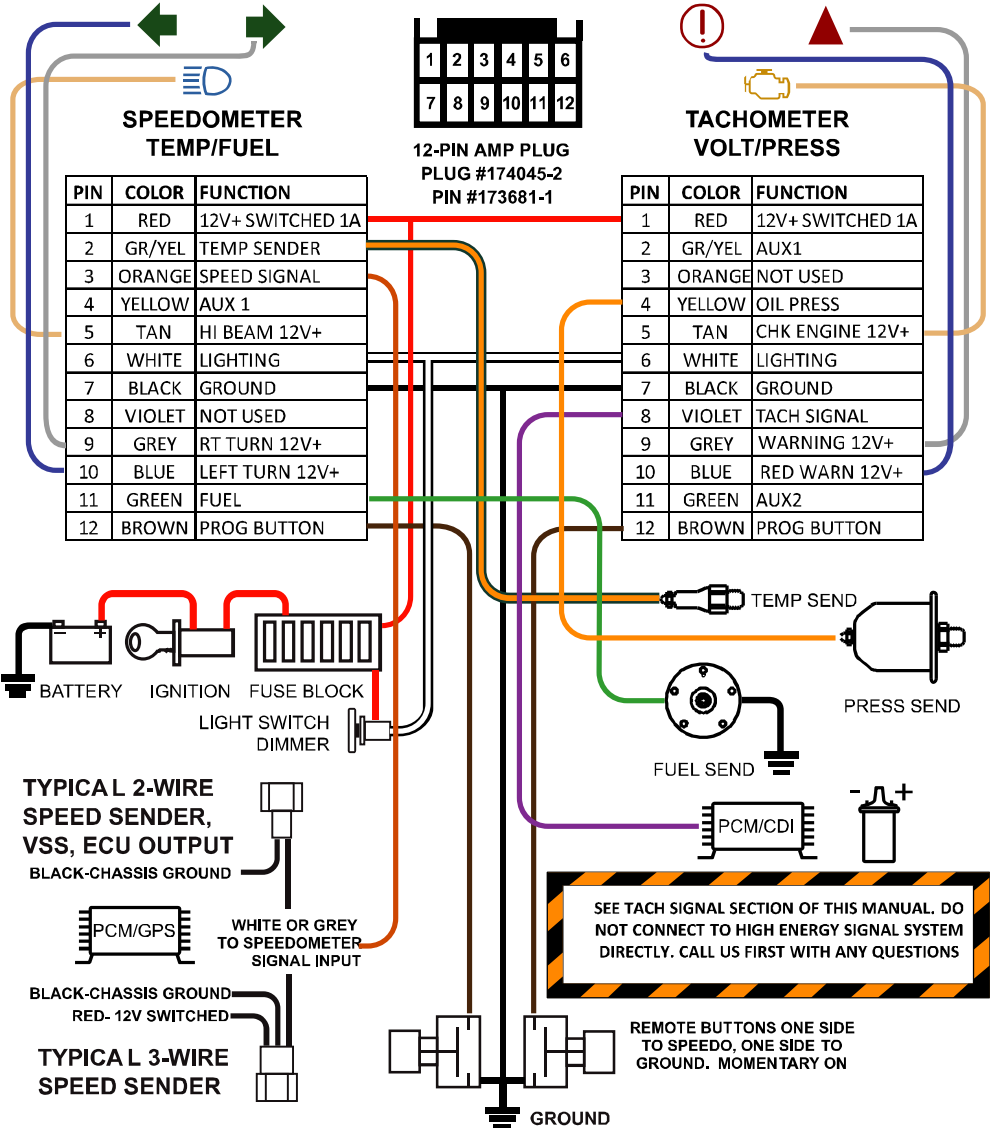 1 2 3 4 5 6
7 8 9 10 11 12
12-PIN AMP PLUG
PLUG #174045-2
PIN #173681-1
SPEEDOMETER
TEMP/FUEL
PIN COLOR FUNCTION
1 RED 12V+ SWITCHED 1A
2 GR/YEL TEMP SENDER
3 ORANGE SPEED SIGNAL
4 YELLOW AUX 1
5 TAN HI BEAM 12V+
6 WHITE LIGHTING
7 BLACK GROUND
8 VIOLET NOT USED
9 GREY RT TURN 12V+
10 BLUE LEFT TURN 12V+
11 GREEN FUEL
12 BROWN PROG BUTTON
TACHOMETER
VOLT/PRESS
PIN COLOR FUNCTION
1 RED 12V+ SWITCHED 1A
2 GR/YEL AUX1
3 ORANGE NOT USED
4 YELLOW OIL PRESS
5 TAN CHK ENGINE 12V+
6 WHITE LIGHTING
7 BLACK GROUND
8 VIOLET TACH SIGNAL
9 GREY WARNING 12V+
10 BLUE RED WARN 12V+
11 GREEN AUX2
12 BROWN PROG BUTTON
- +
BATTERY
IGNITION
FUSE BLOCK
LIGHT SWITCH
DIMMER
TEMP SEND
PRESS SEND
FUEL SEND
TYPICAL 2-WIRE
SPEED SENDER,
VSS, ECU OUTPUT
BLACK-CHASSIS GROUND
PCM/GPS
WHITE OR GREY
TO SPEEDOMETER
SIGNAL INPUT
BLACK-CHASSIS GROUND
RED- 12V SWITCHED
TYPICAL 3-WIRE
SPEED SENDER
PCM/CDI
- +
SEE TACH SIGNAL SECTION OF THIS MANUAL. DO
NOT CONNECT TO HIGH ENERGY SIGNAL SYSTEM
DIRECTLY. CALL US FIRST WITH ANY QUESTIONS
REMOTE BUTTONS ONE SIDE
TO SPEEDO, ONE SIDE TO
GROUND. MOMENTARY ON
GROUND